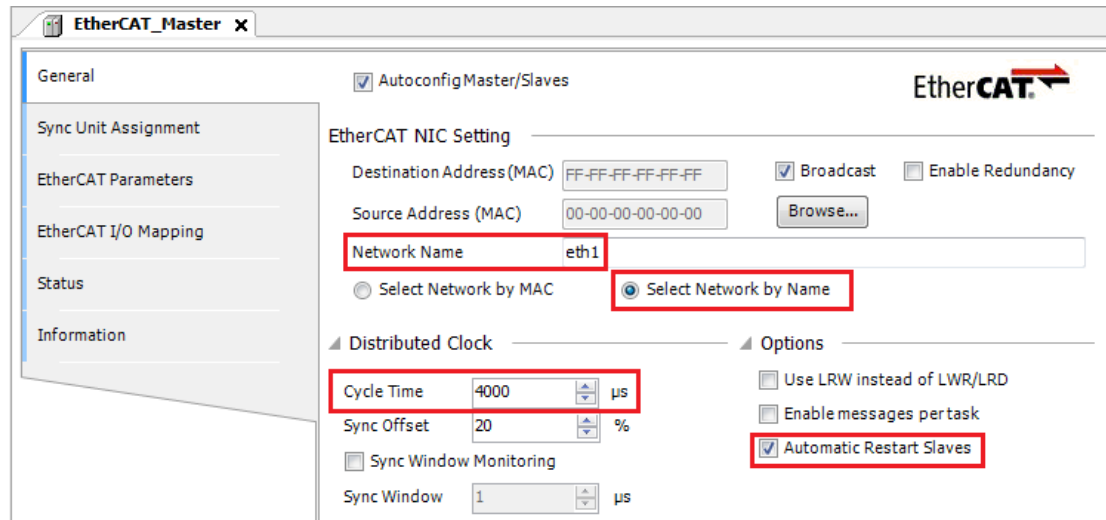 EtherCAT_Master x
General
Autoconfig Master/Slaves
EtherCAT.
Sync Unit Assignment
EtherCAT Parameters
EtherCAT I/O Mapping
Status
Information
EtherCAT NIC Setting
Destination Address (MAC) FF-FF-FF-FF-FF-FF Broadcast Enable Redundancy
Source Address (MAC) 00-00-00-00-00-00 Browse...
Network Name eth1
Select Network by MAC Select Network by Name
Distributed Clock
Cycle Time 4000 µs
Sync Offset 20 %
Sync Window Monitoring
Sync Window 1 µs
Options
Use LRW instead of LWR/LRD
Enable messages per task
Automatic Restart Slaves